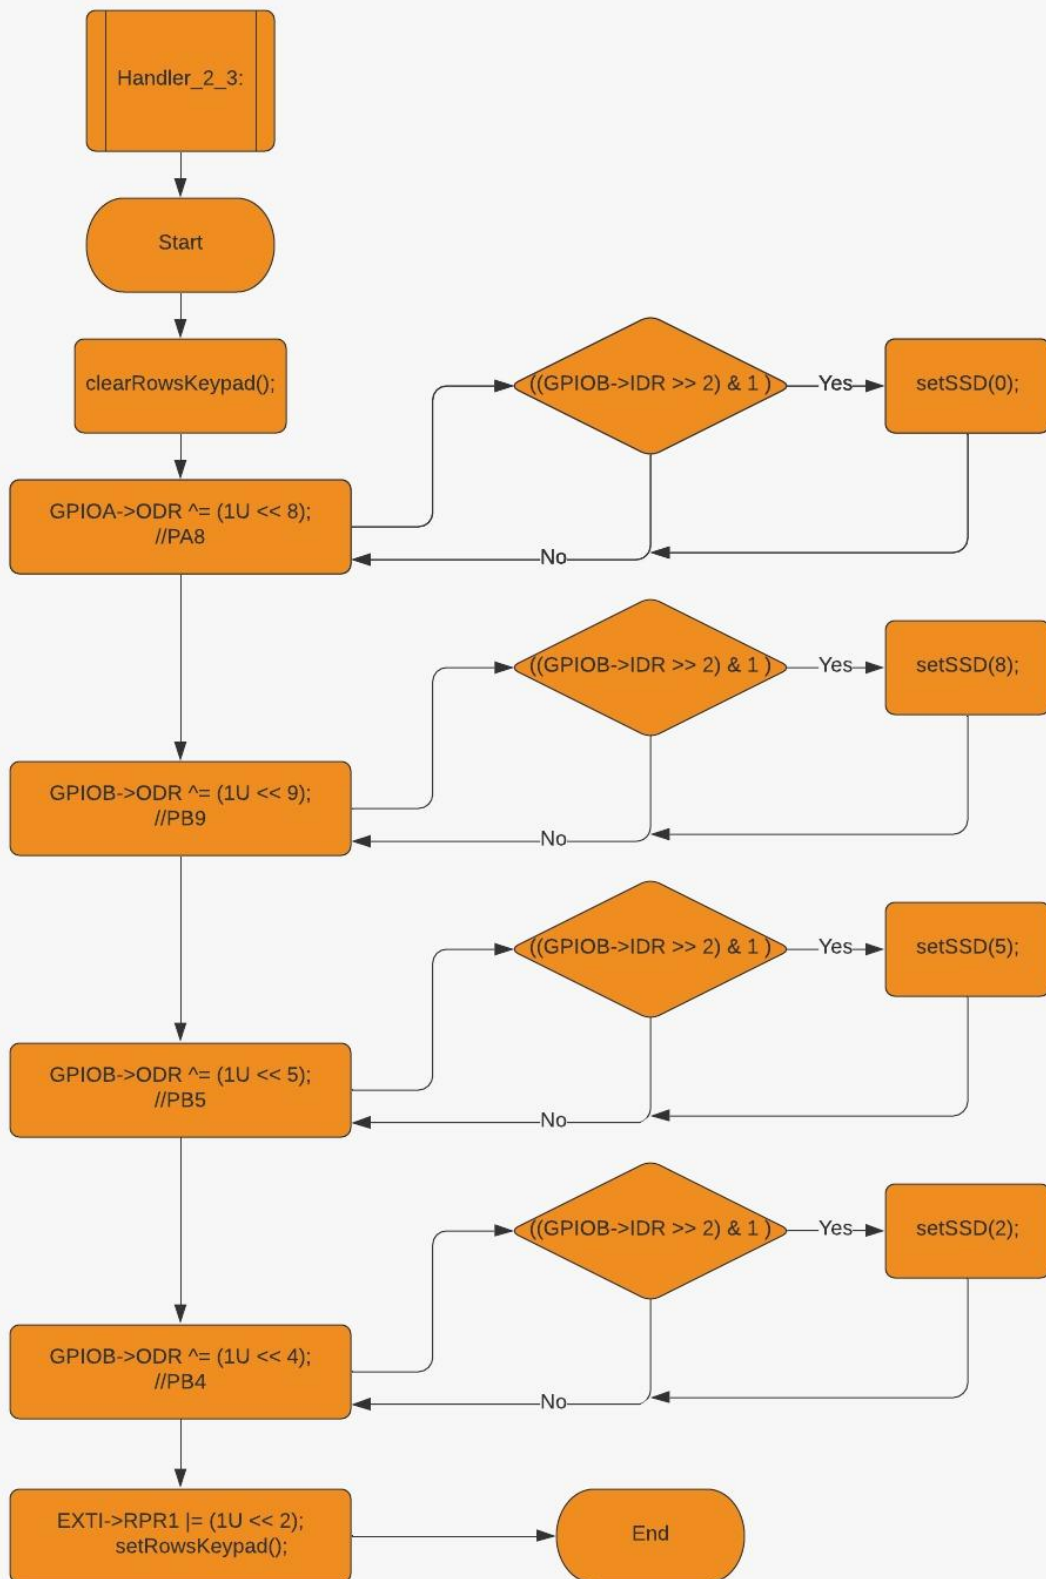 Handler_2_3:
Start
clearRowsKeypad();
((GPIOB->IDR >> 2) & 1 )
Yes
setSSD(0);
GPIOA->ODR ^= (1U << 8);
//PA8
No
((GPIOB->IDR >> 2) & 1 )
Yes
setSSD(8);
GPIOB->ODR ^= (1U << 9);
//PB9
No
((GPIOB->IDR >> 2) & 1 )
Yes
setSSD(5);
GPIOB->ODR ^= (1U << 5);
//PB5
No
((GPIOB->IDR >> 2) & 1 )
Yes
setSSD(2);
GPIOB->ODR ^= (1U << 4);
//PB4
No
EXTI->RPR1 |= (1U << 2);
setRowsKeypad();
End